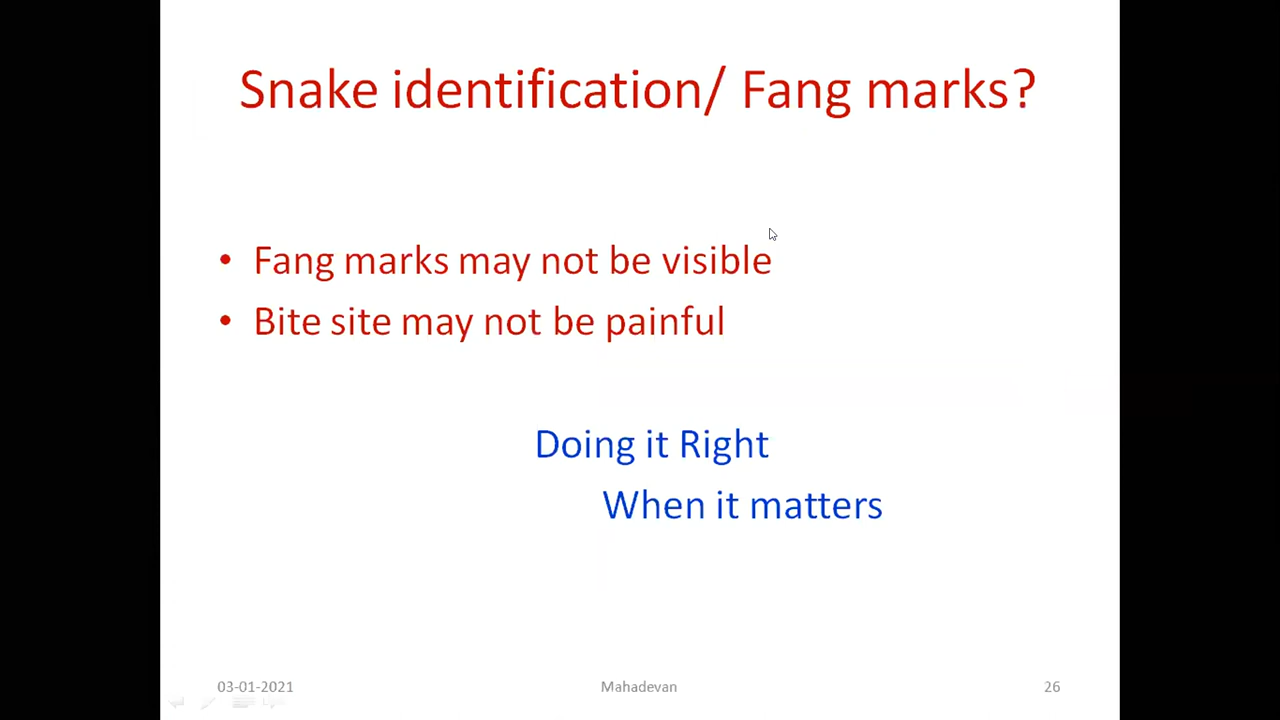 Snake identification/ Fang marks?
• Fang marks may not be visible
• Bite site may not be painful
Doing it Right
When it matters
03-01-2021
Mahadevan
26